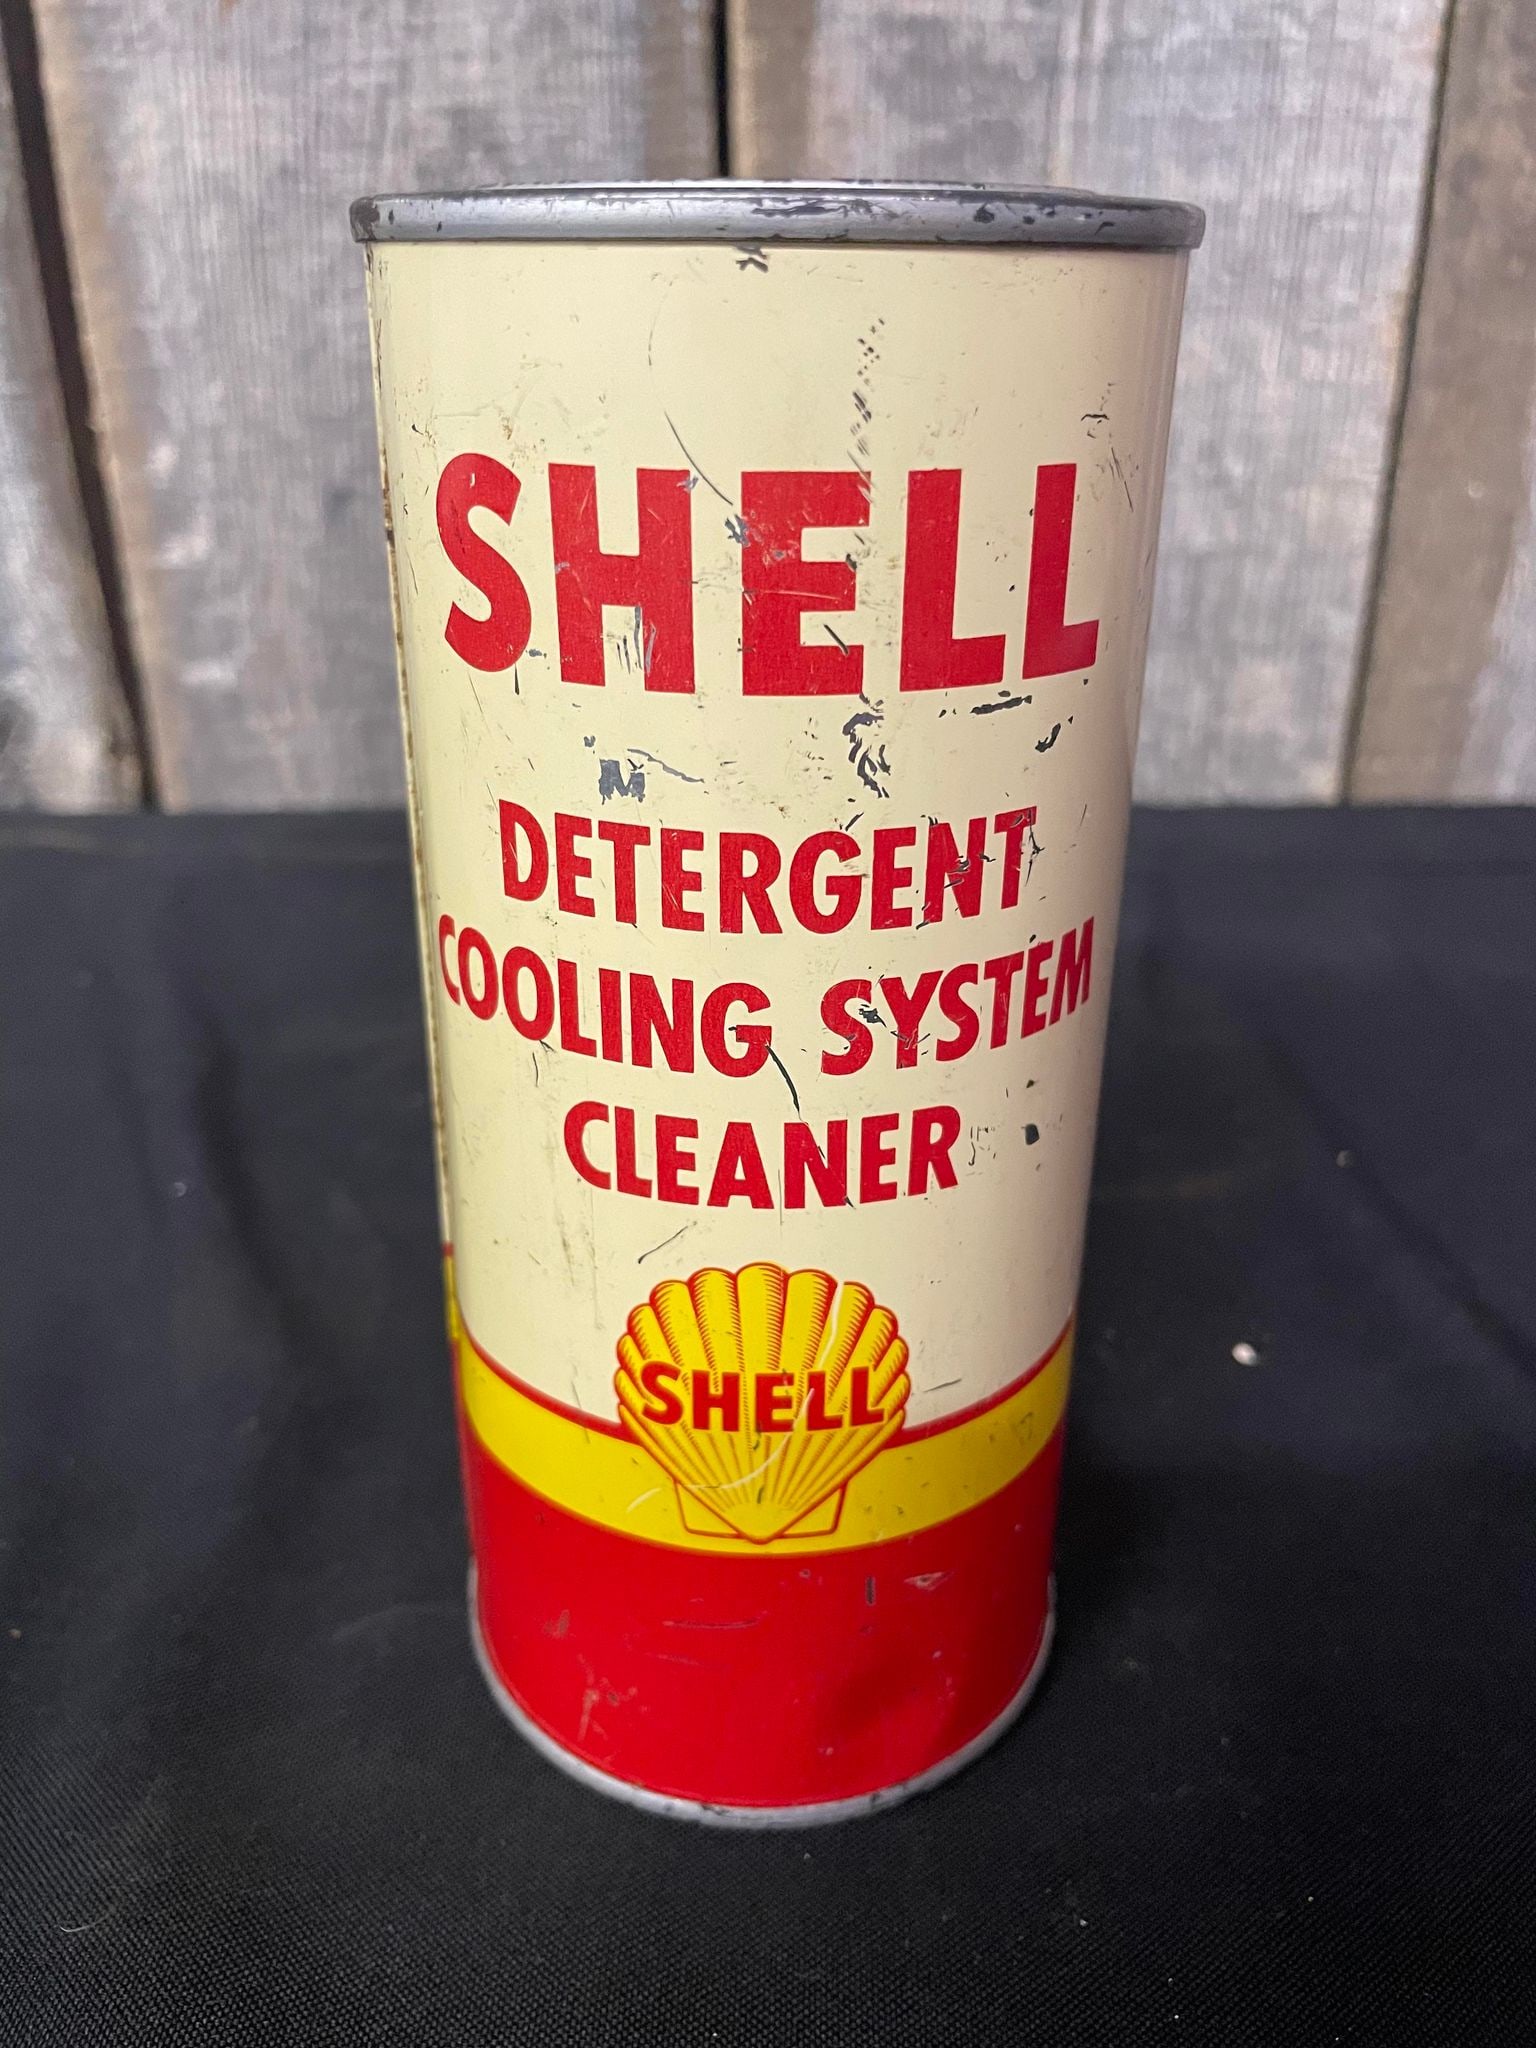 SHELL
DETERGENT
COOLING SYSTEM
CLEANER
SHELL